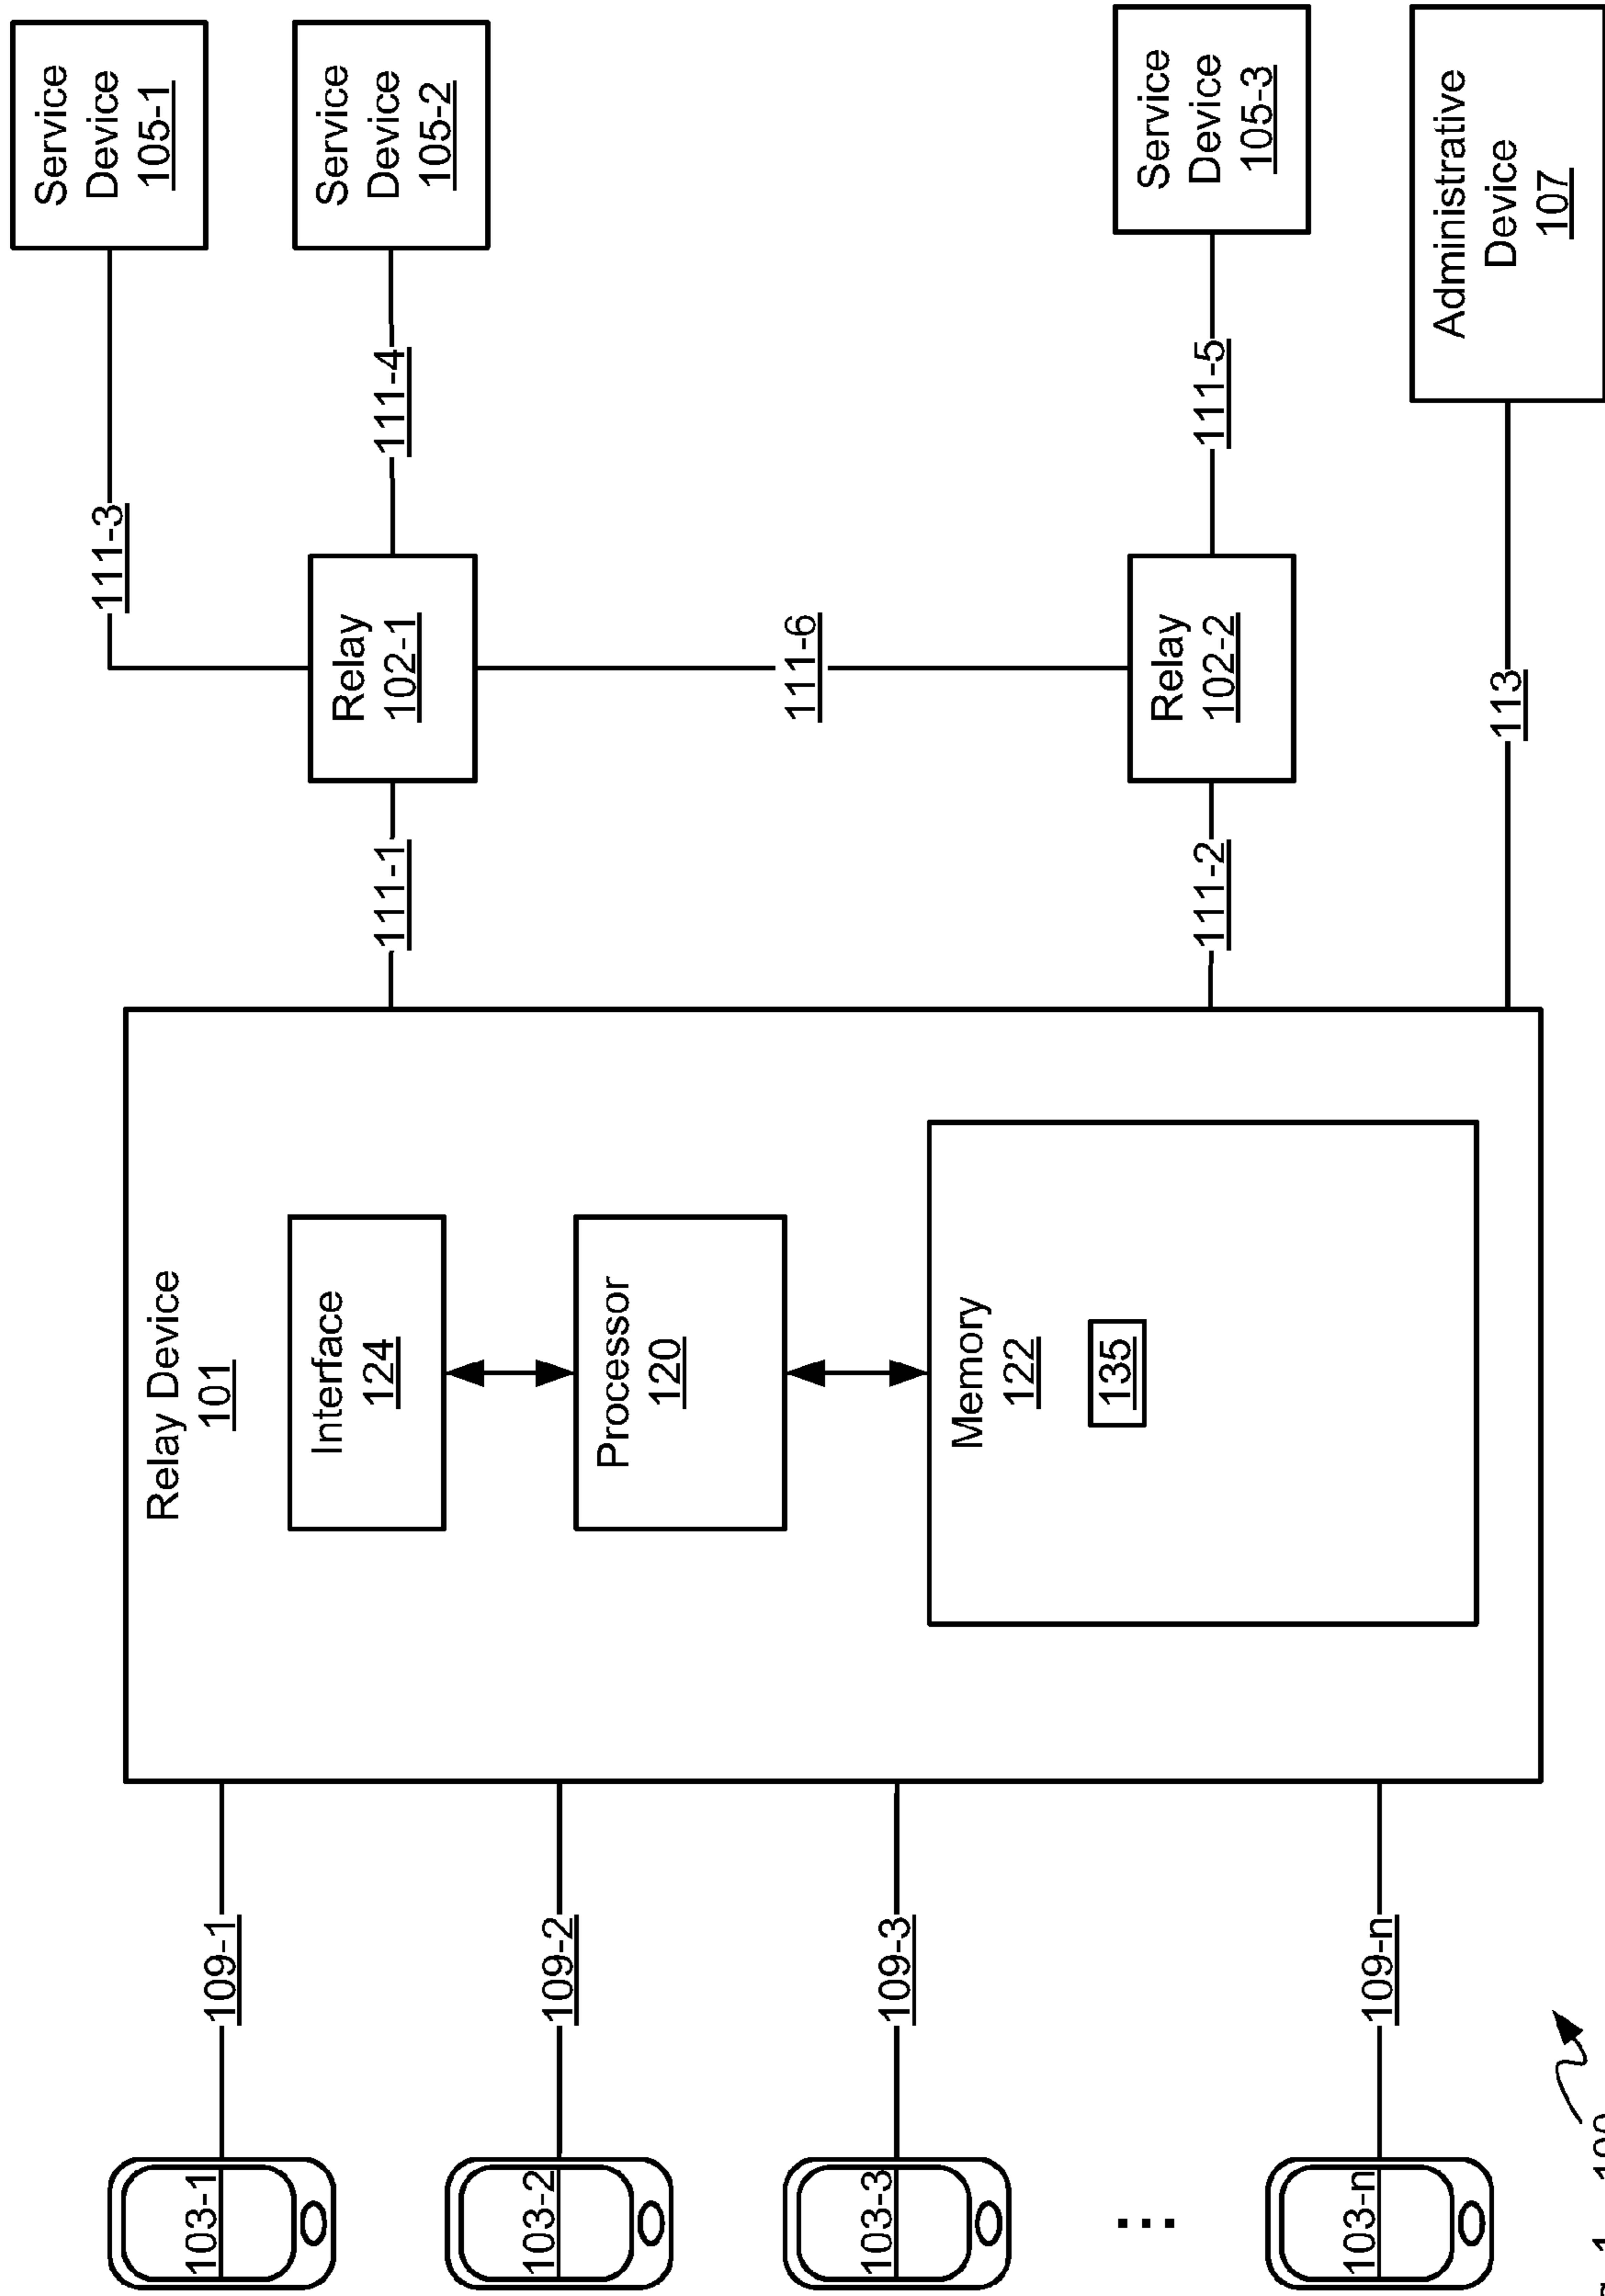 Service
Device
105-1
111-3
Relay Device
101
103-1
109-1
Interface
124
111-1
Relay
102-1
111-4
Service
Device
105-2
103-2
109-2
Processor
120
111-6
103-3
109-3
Memory
122
135
111-2
Relay
102-2
111-5
Service
Device
105-3
103-n
109-n
113
Administrative
Device
107
100